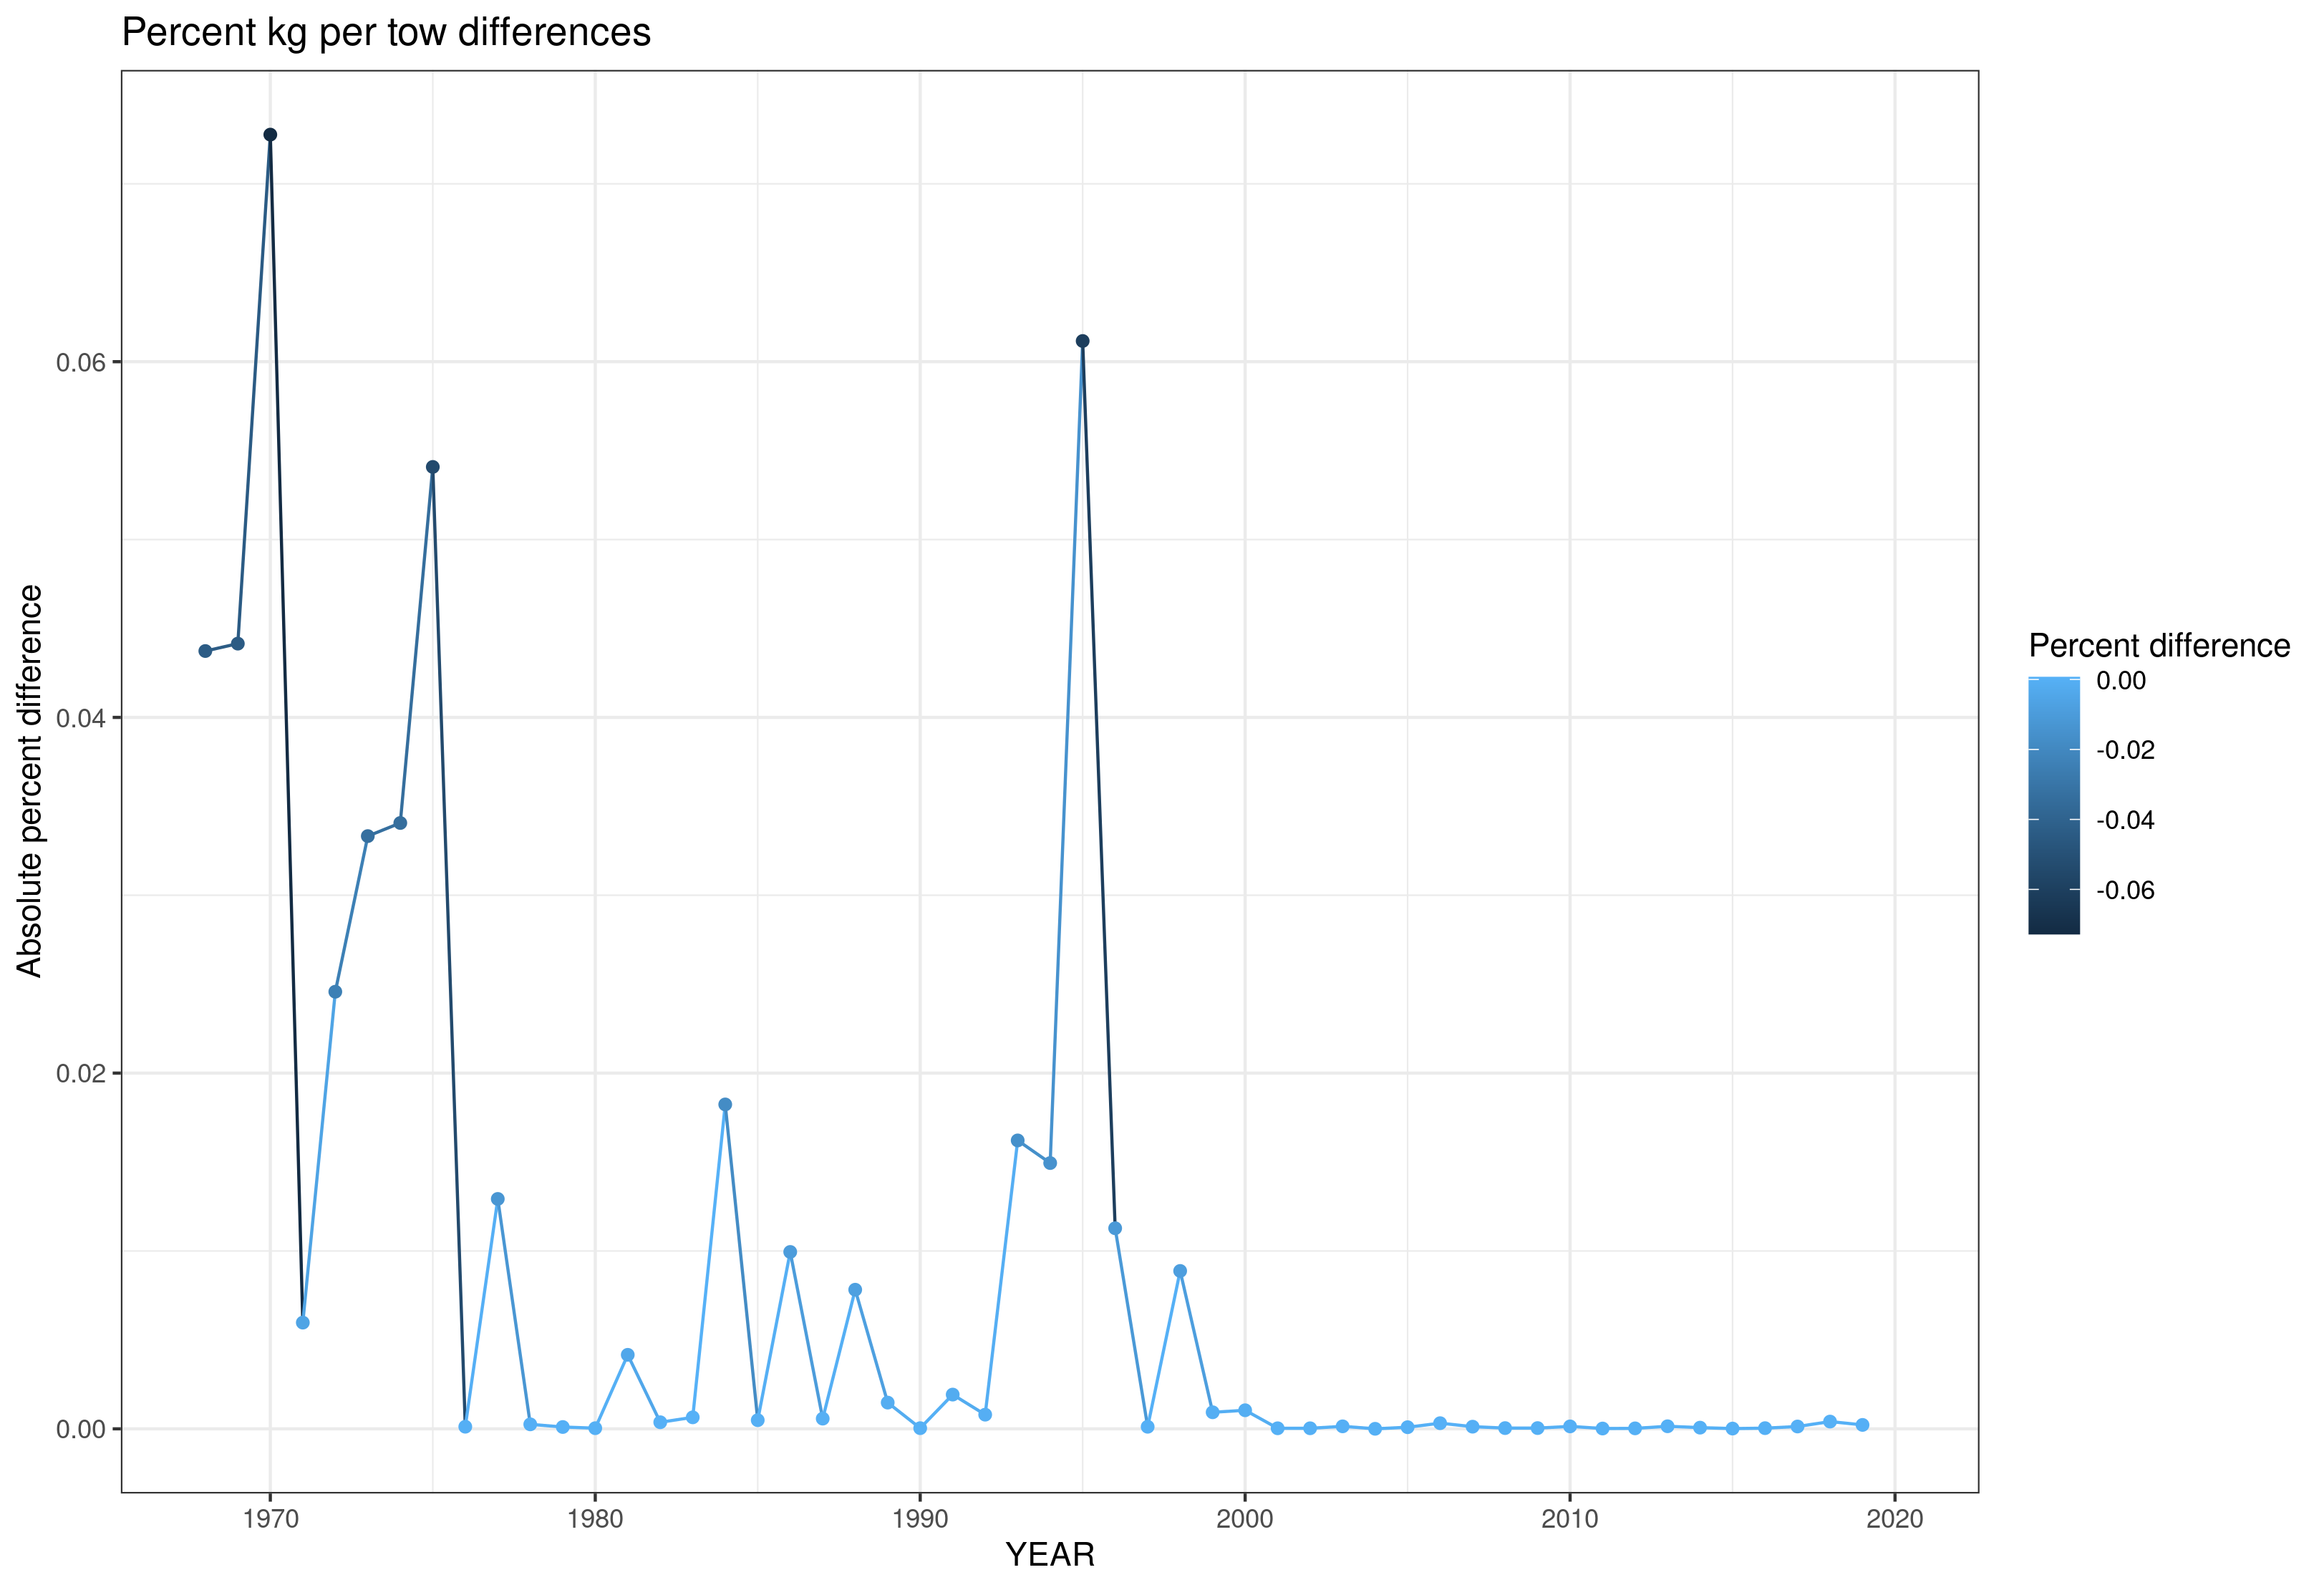 Percent kg per tow differences
Absolute percent difference
0.06
0.04
0.02
0.00
1970 1980 1990 2000 2010 2020
YEAR
Percent difference
0.00
-0.02
-0.04
-0.06